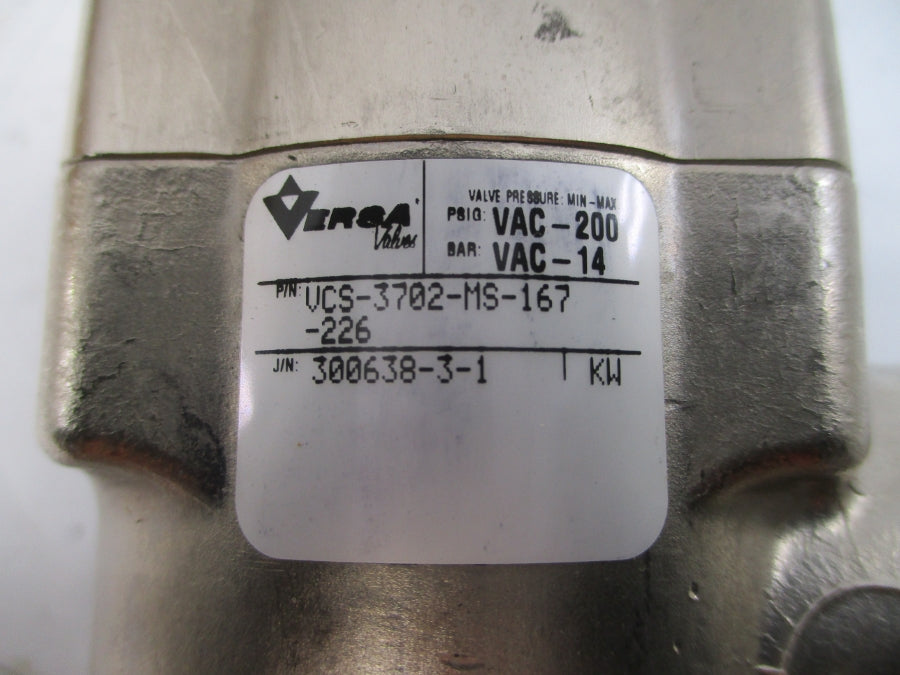 VERSA
Valves
VALVE PRESSURE: MIN-MAX
PSIG: VAC-200
BAR: VAC-14
P/N: VCS-3702-MS-167
-226
J/N: 300638-3-1 KW